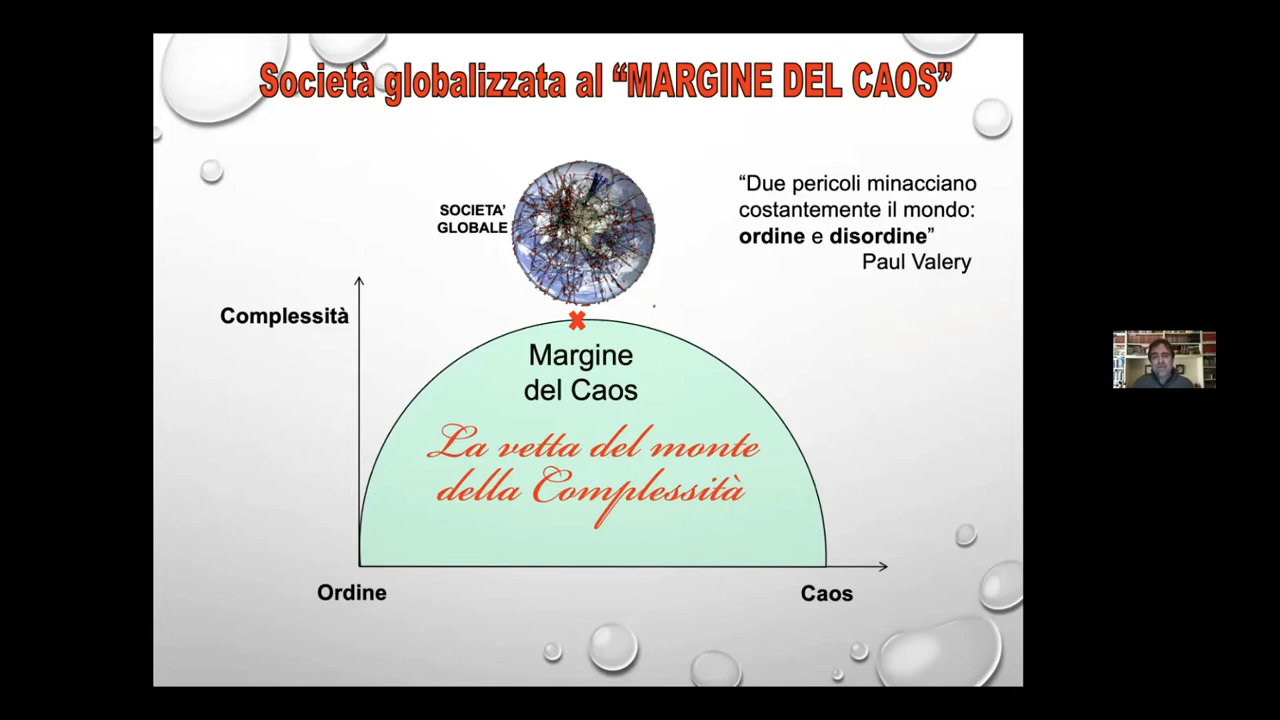 Società globalizzata al “MARGINE DEL CAOS”
SOCIETA’
GLOBALE
“Due pericoli minacciano
costantemente il mondo:
ordine e disordine”
Paul Valery
Complessità
Margine
del Caos
La vetta del monte
della Complessità
Ordine
Caos